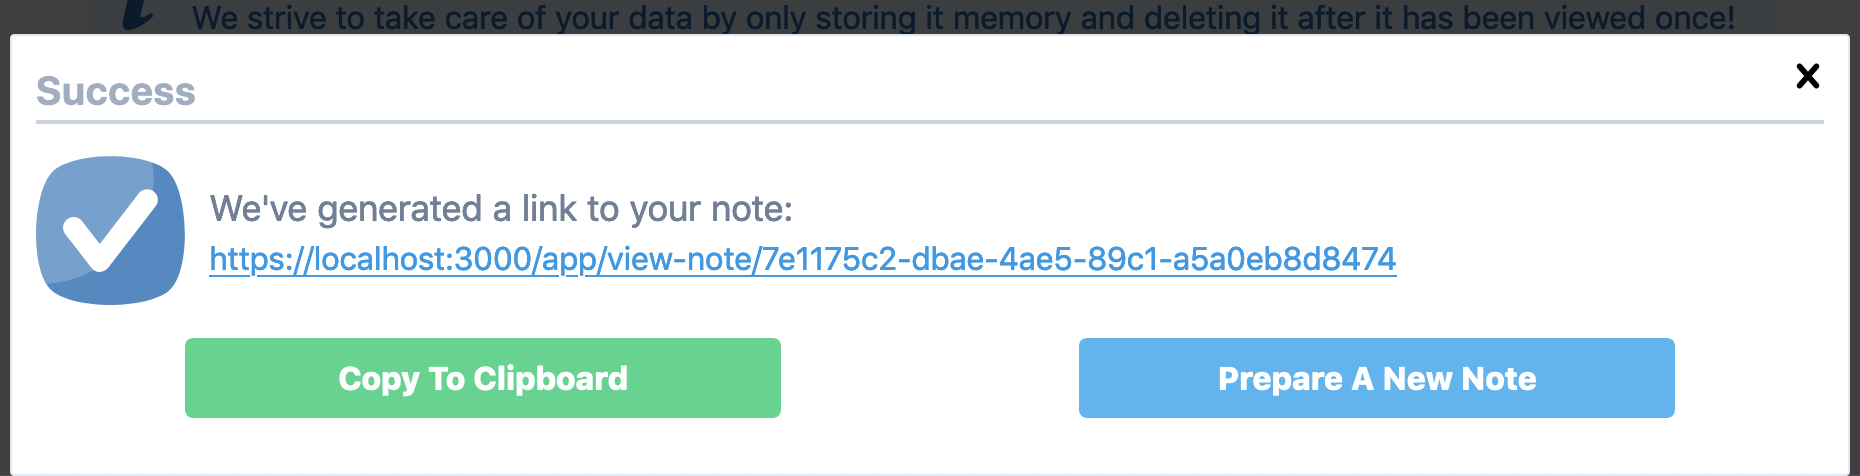 We strive to take care of your data by only storing it memory and deleting it after it has been viewed once!
Success
We've generated a link to your note:
https://localhost:3000/app/view-note/7e1175c2-dbae-4ae5-89c1-a5a0eb8d8474
Copy To Clipboard
Prepare A New Note